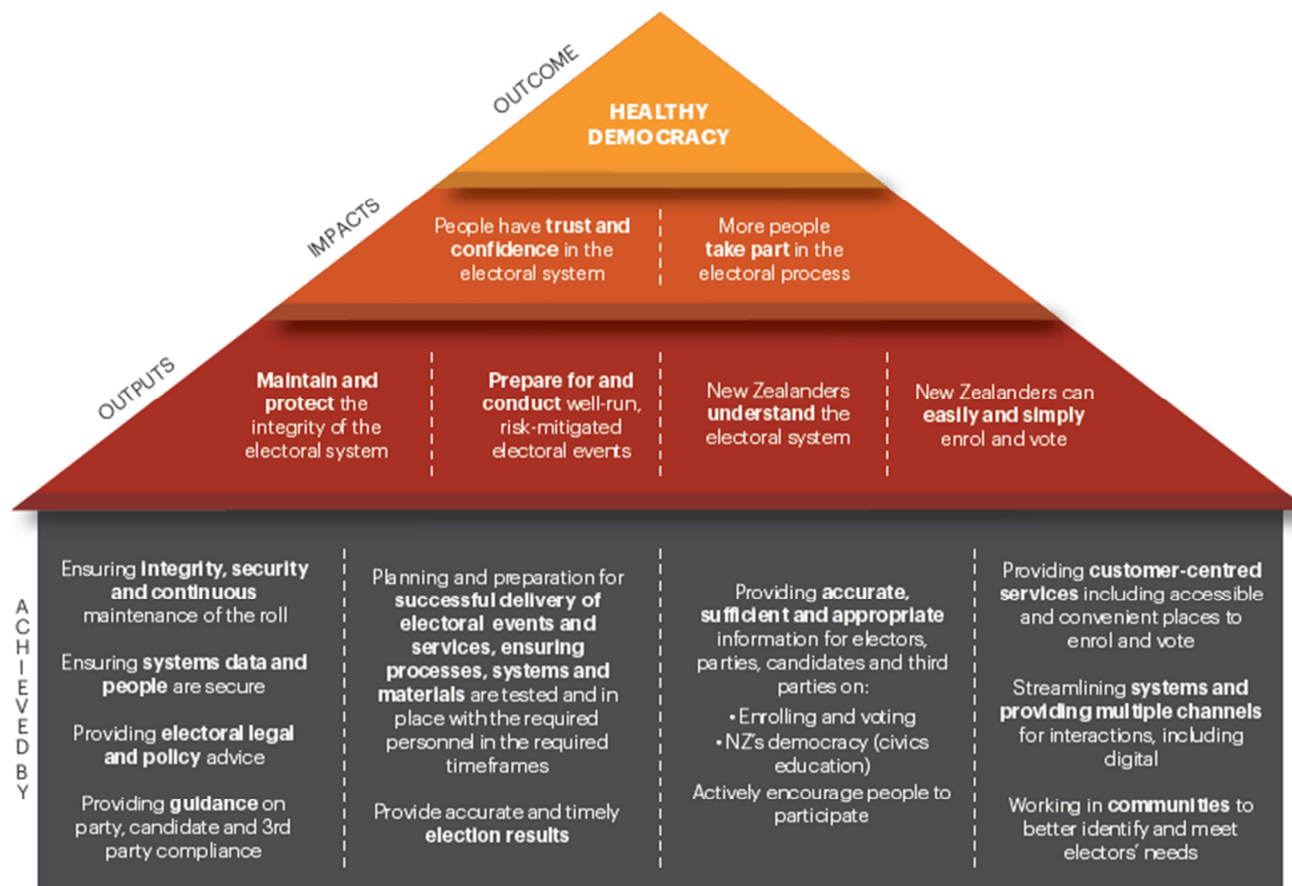 OUTCOME
HEALTHY
DEMOCRACY
IMPACTS
People have trust and
confidence in the
electoral system
More people
take part in the
electoral process
OUTPUTS
Maintain and
protect the
integrity of the
electoral system
Prepare for and
conduct well-run,
risk-mitigated
electoral events
New Zealanders
understand the
electoral system
New Zealanders can
easily and simply
enrol and vote
ACHIEVED BY
Ensuring integrity, security
and continuous
maintenance of the roll
Ensuring systems data and
people are secure
Providing electoral legal
and policy advice
Providing guidance on
party, candidate and 3rd
party compliance
Planning and preparation for
successful delivery of
electoral events and
services, ensuring
processes, systems and
materials are tested and in
place with the required
personnel in the required
timeframes
Provide accurate and timely
election results
Providing accurate,
sufficient and appropriate
information for electors,
parties, candidates and third
parties on:
• Enrolling and voting
• NZ's democracy (civics
education)
Actively encourage people to
participate
Providing customer-centred
services including accessible
and convenient places to
enrol and vote
Streamlining systems and
providing multiple channels
for interactions, including
digital
Working in communities to
better identify and meet
electors' needs